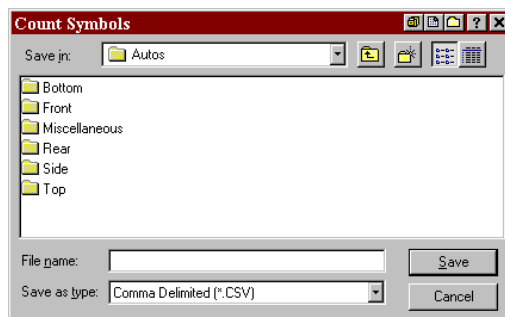 Count Symbols
Save in: Autos
Bottom
Front
Miscellaneous
Rear
Side
Top
File name:
Save
Save as type: Comma Delimited (*.CSV)
Cancel